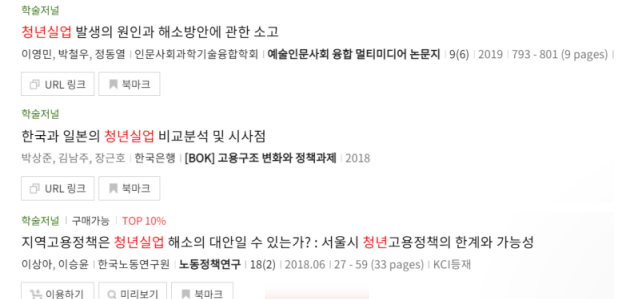 학술저널
청년실업 발생의 원인과 해소방안에 관한 소고
이영민, 박철우, 정동열 | 인문사회과학기술융합학회 | 예술인문사회 융합 멀티미디어 논문지 | 9(6) | 2019 | 793 - 801 (9 pages) |
URL 링크 북마크
학술저널
한국과 일본의 청년실업 비교분석 및 시사점
박상준, 김남주, 장근호 | 한국은행 | [BOK] 고용구조 변화와 정책과제 | 2018
URL 링크 북마크
학술저널 | 구매가능 | TOP 10%
지역고용정책은 청년실업 해소의 대안일 수 있는가? : 서울시 청년고용정책의 한계와 가능성
이상아, 이승윤 | 한국노동연구원 | 노동정책연구 | 18(2) | 2018.06 | 27 - 59 (33 pages) | KCI등재
이용하기 미리보기 북마크